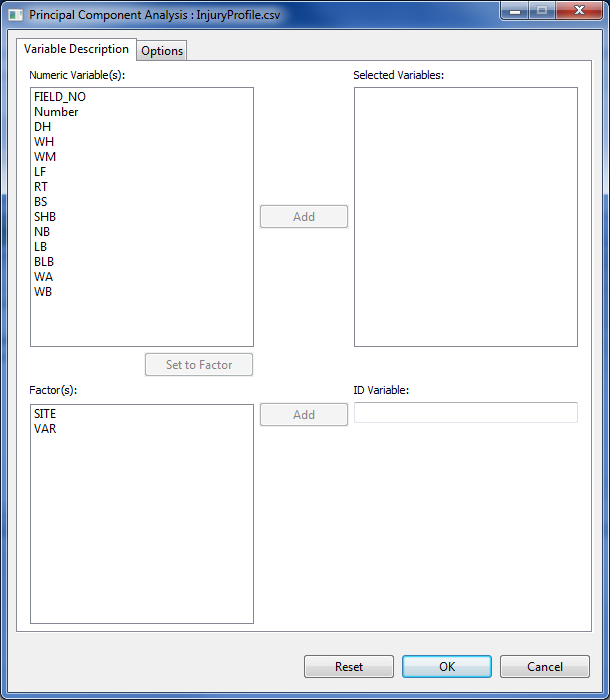 Principal Component Analysis : InjuryProfile.csv
Variable Description
Options
Numeric Variable(s):
Selected Variables:
FIELD_NO
Number
DH
WH
WM
LF
RT
BS
SHB
NB
LB
BLB
WA
WB
Add
Set to Factor
Factor(s):
ID Variable:
SITE
VAR
Add
Reset
OK
Cancel